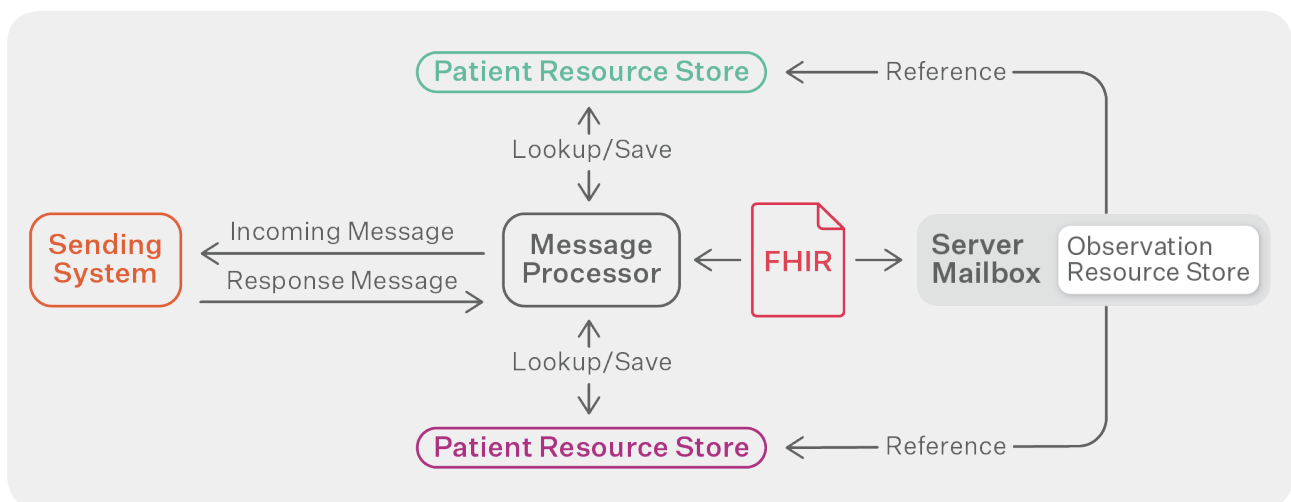 Patient Resource Store
Reference
Lookup/Save
Sending
System
Incoming Message
Response Message
Message
Processor
FHIR
Server
Mailbox
Observation
Resource Store
Lookup/Save
Patient Resource Store
Reference